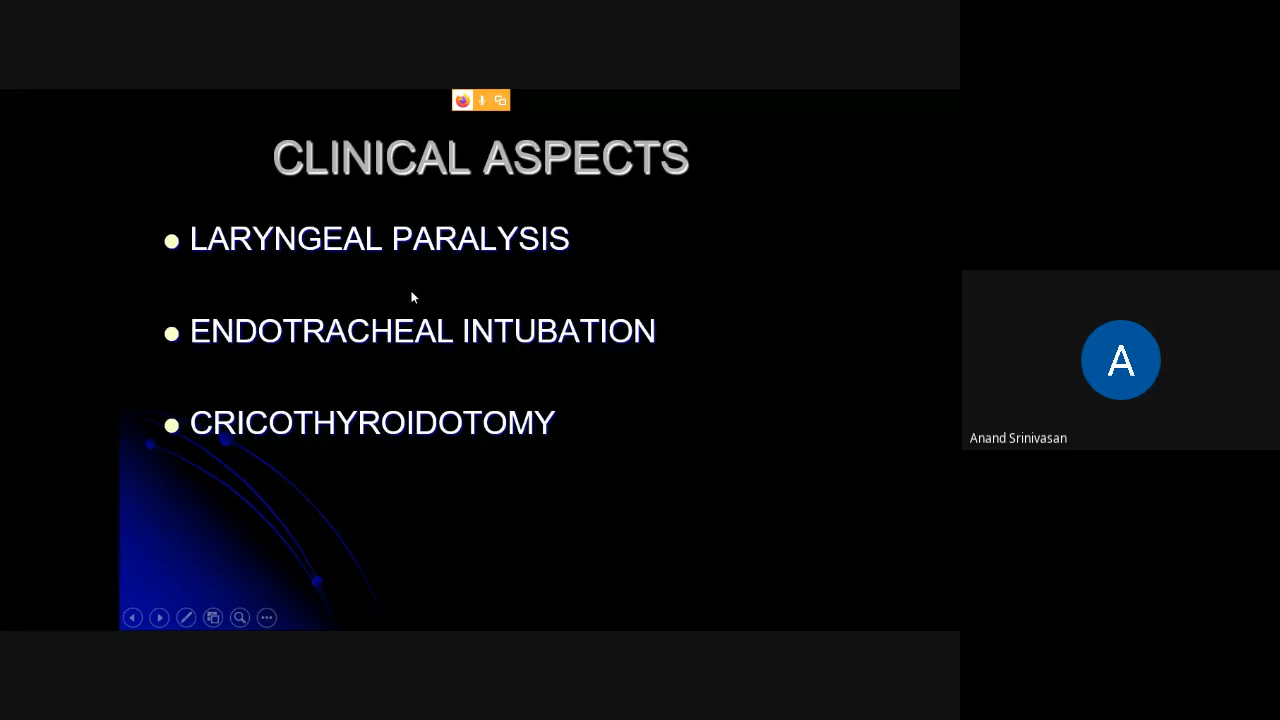 CLINICAL ASPECTS
LARYNGEAL PARALYSIS
ENDOTRACHEAL INTUBATION
CRICOTHYROIDOTOMY
A
Anand Srinivasan